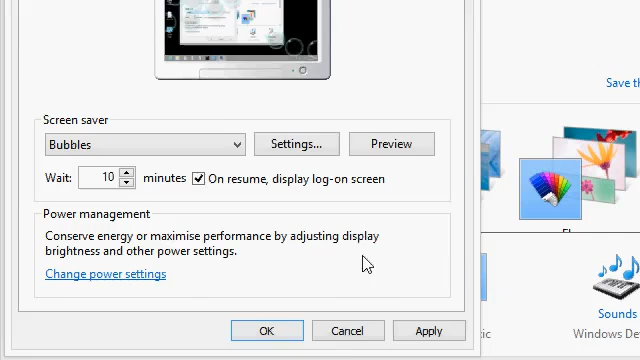 Save th
Screen saver
Bubbles
Settings...
Preview
Wait:
10
minutes
On resume, display log-on screen
Power management
Conserve energy or maximise performance by adjusting display
brightness and other power settings.
Change power settings
Sounds
OK
Cancel
Apply
Windows De